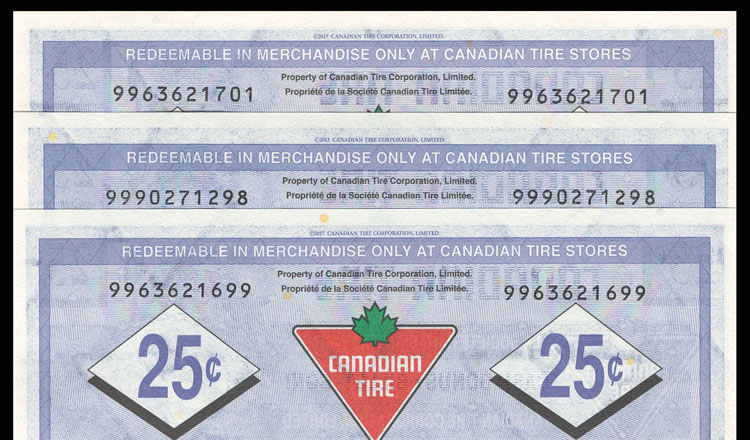 ©2017 CANADIAN TIRE CORPORATION, LIMITED.
REDEEMABLE IN MERCHANDISE ONLY AT CANADIAN TIRE STORES
Property of Canadian Tire Corporation, Limited.
Propriété de la Société Canadian Tire Limitée.
9963621701 9963621701
CANADIAN TIRE CORPORATION, LIMITED.
REDEEMABLE IN MERCHANDISE ONLY AT CANADIAN TIRE STORES
Property of Canadian Tire Corporation, Limited.
Propriété de la Société Canadian Tire Limitée.
9990271298 9990271298
©2017 CANADIAN TIRE CORPORATION, LIMITED.
REDEEMABLE IN MERCHANDISE ONLY AT CANADIAN TIRE STORES
Property of Canadian Tire Corporation, Limited.
Propriété de la Société Canadian Tire Limitée.
9963621699 9963621699
25¢ CANADIAN 25¢
TIRE